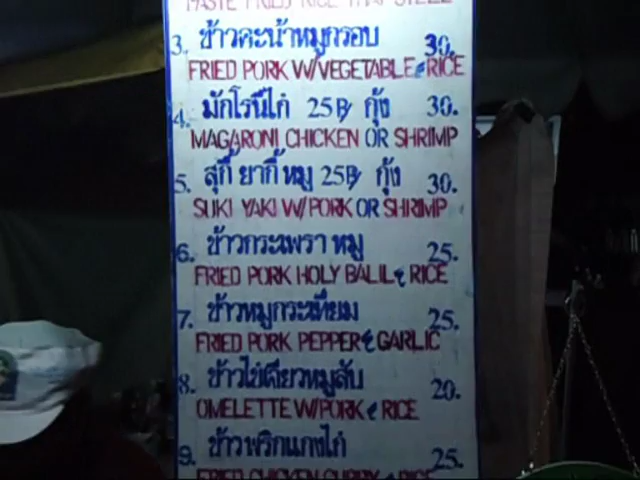 PASTE FRIED RICE THAI STYLE
3. ข้าวคะน้าหมูกรอบ 30.
FRIED PORK W/VEGETABLE & RICE
4. มักโรนีไก่ 25฿ กุ้ง 30.
MAGARONI CHICKEN OR SHRIMP
5. สุกี้ ยากี้ หมู 25฿ กุ้ง 30.
SUKI YAKI W/PORK OR SHRIMP
6. ข้าวกระเพรา หมู 25.
FRIED PORK HOLY BALIL & RICE
7. ข้าวหมูกระเทียม 25.
FRIED PORK PEPPER & GARLIC
8. ข้าวไข่เจียวหมูสับ 20.
OMELETTE W/PORK & RICE
9. ข้าวพริกแกงไก่ 25.
FRIED CHICKEN CURRY & RICE